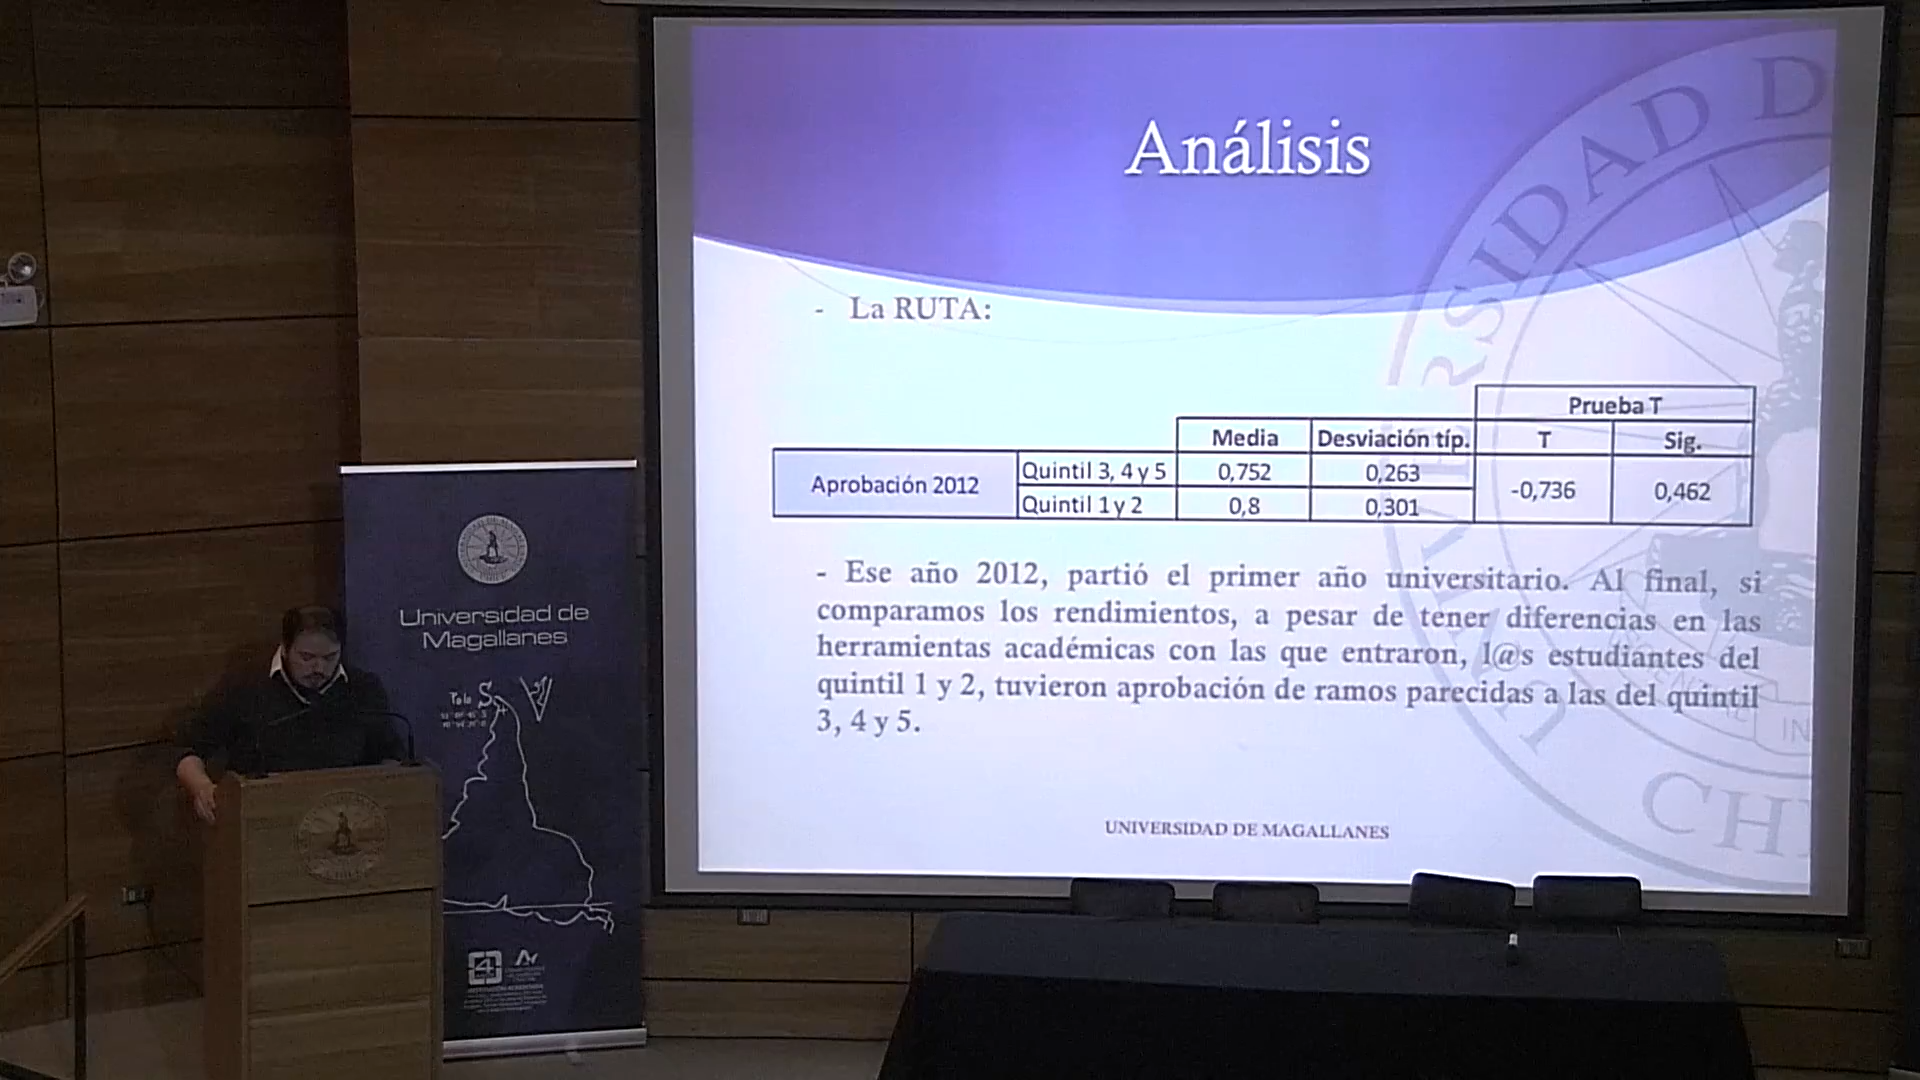 Análisis
- La RUTA:
Prueba T
Media Desviación típ. T Sig.
Aprobación 2012 Quintil 3, 4 y 5 0,752 0,263 -0,736 0,462
Quintil 1 y 2 0,8 0,301
- Ese año 2012, partió el primer año universitario. Al final, si
comparamos los rendimientos, a pesar de tener diferencias en las
herramientas académicas con las que entraron, l@s estudiantes del
quintil 1 y 2, tuvieron aprobación de ramos parecidas a las del quintil
3, 4 y 5.
UNIVERSIDAD DE MAGALLANES
Universidad de
Magallanes